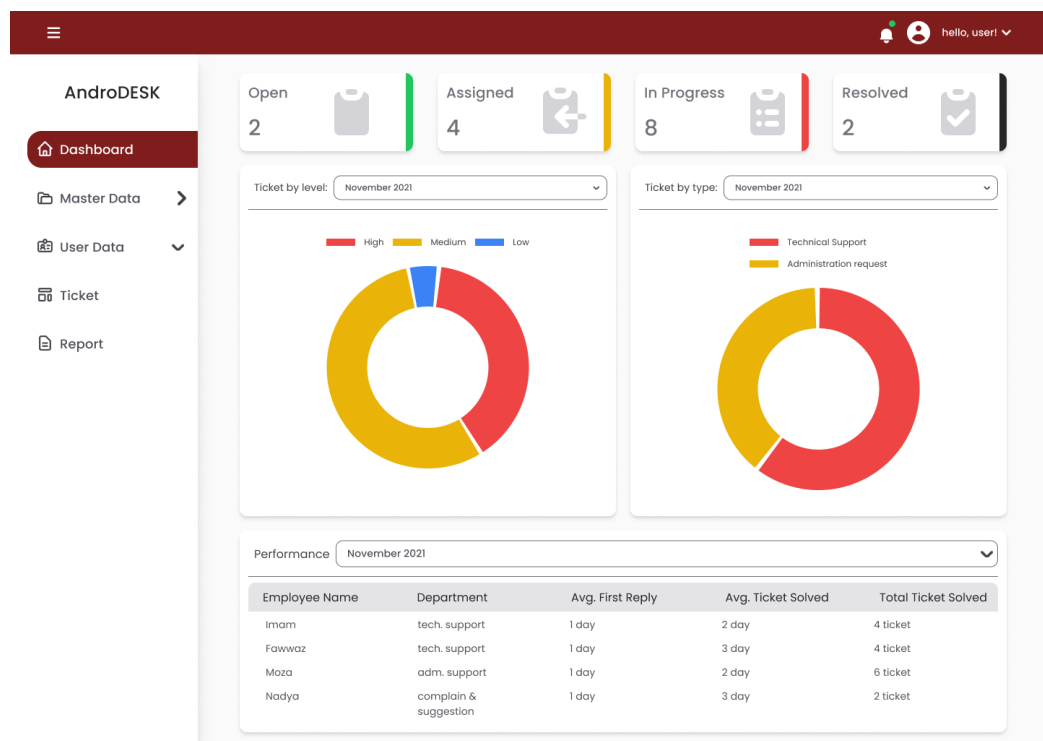 hello, user!
AndroDESK
Dashboard
Master Data
User Data
Ticket
Report
Open
2
Assigned
4
In Progress
8
Resolved
2
Ticket by level: November 2021
High Medium Low
Ticket by type: November 2021
Technical Support
Administration request
Performance November 2021
Employee Name Department Avg. First Reply Avg. Ticket Solved Total Ticket Solved
Imam tech. support 1 day 2 day 4 ticket
Fawwaz tech. support 1 day 3 day 4 ticket
Moza adm. support 1 day 2 day 6 ticket
Nadya complain & 1 day 3 day 2 ticket
suggestion